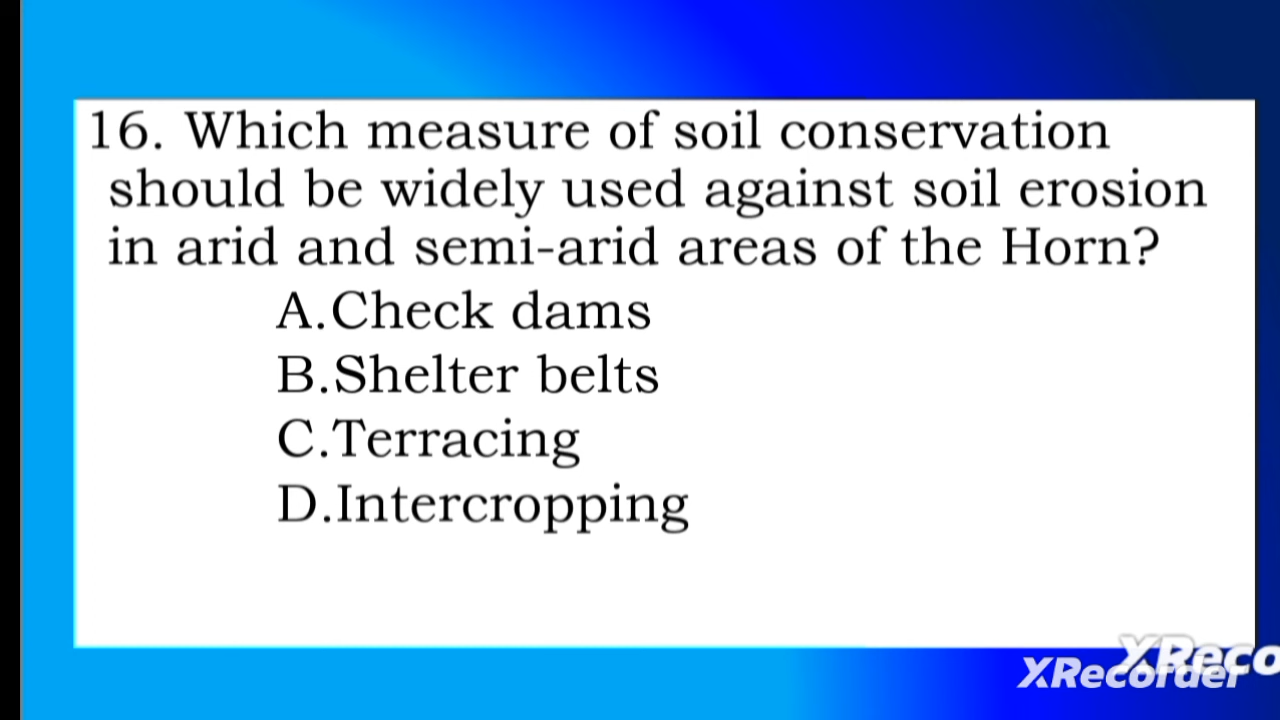 16. Which measure of soil conservation
should be widely used against soil erosion
in arid and semi-arid areas of the Horn?
A.Check dams
B.Shelter belts
C.Terracing
D.Intercropping
XReco
XRecorder